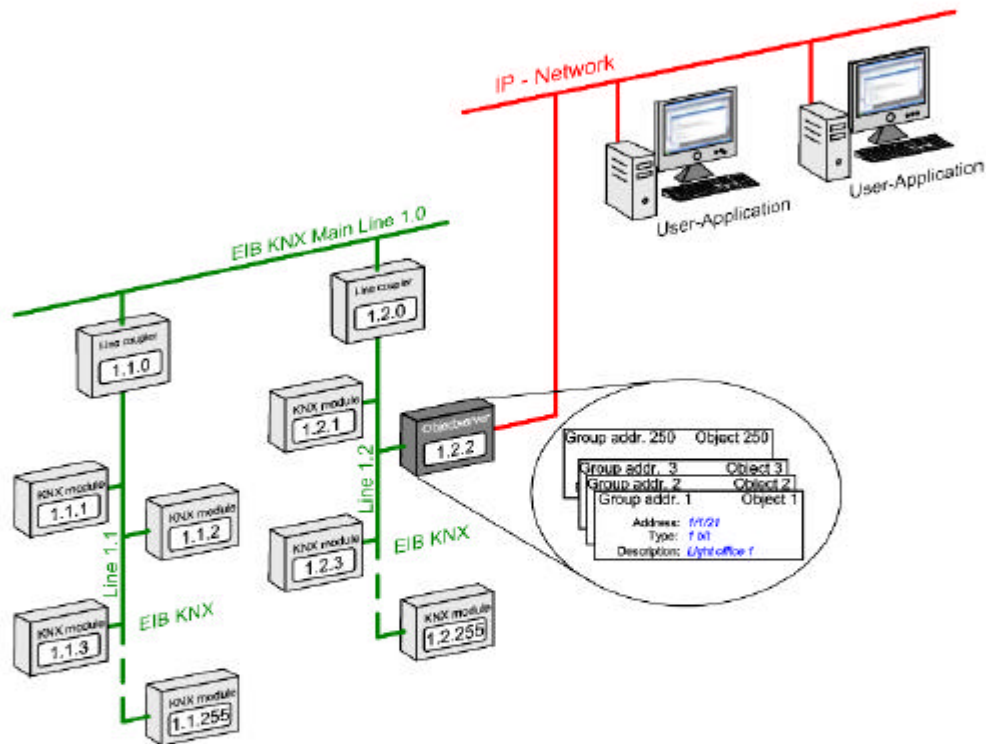 IP - Network
User-Application
User-Application
EIB KNX Main Line 1.0
Line coupler
1.2.0
Line coupler
1.1.0
KNX module
1.2.1
Objectserver
1.2.2
Line 1.2
Group addr. 250 Object 250
Group addr. 3 Object 3
Group addr. 2 Object 2
Group addr. 1 Object 1
Address: 1/1/21
Type: 1 bit
Description: Light office 1
KNX module
1.1.1
KNX module
1.1.2
Line 1.1
KNX module
1.2.3
EIB KNX
KNX module
1.1.3
EIB KNX
KNX module
1.2.255
KNX module
1.1.255